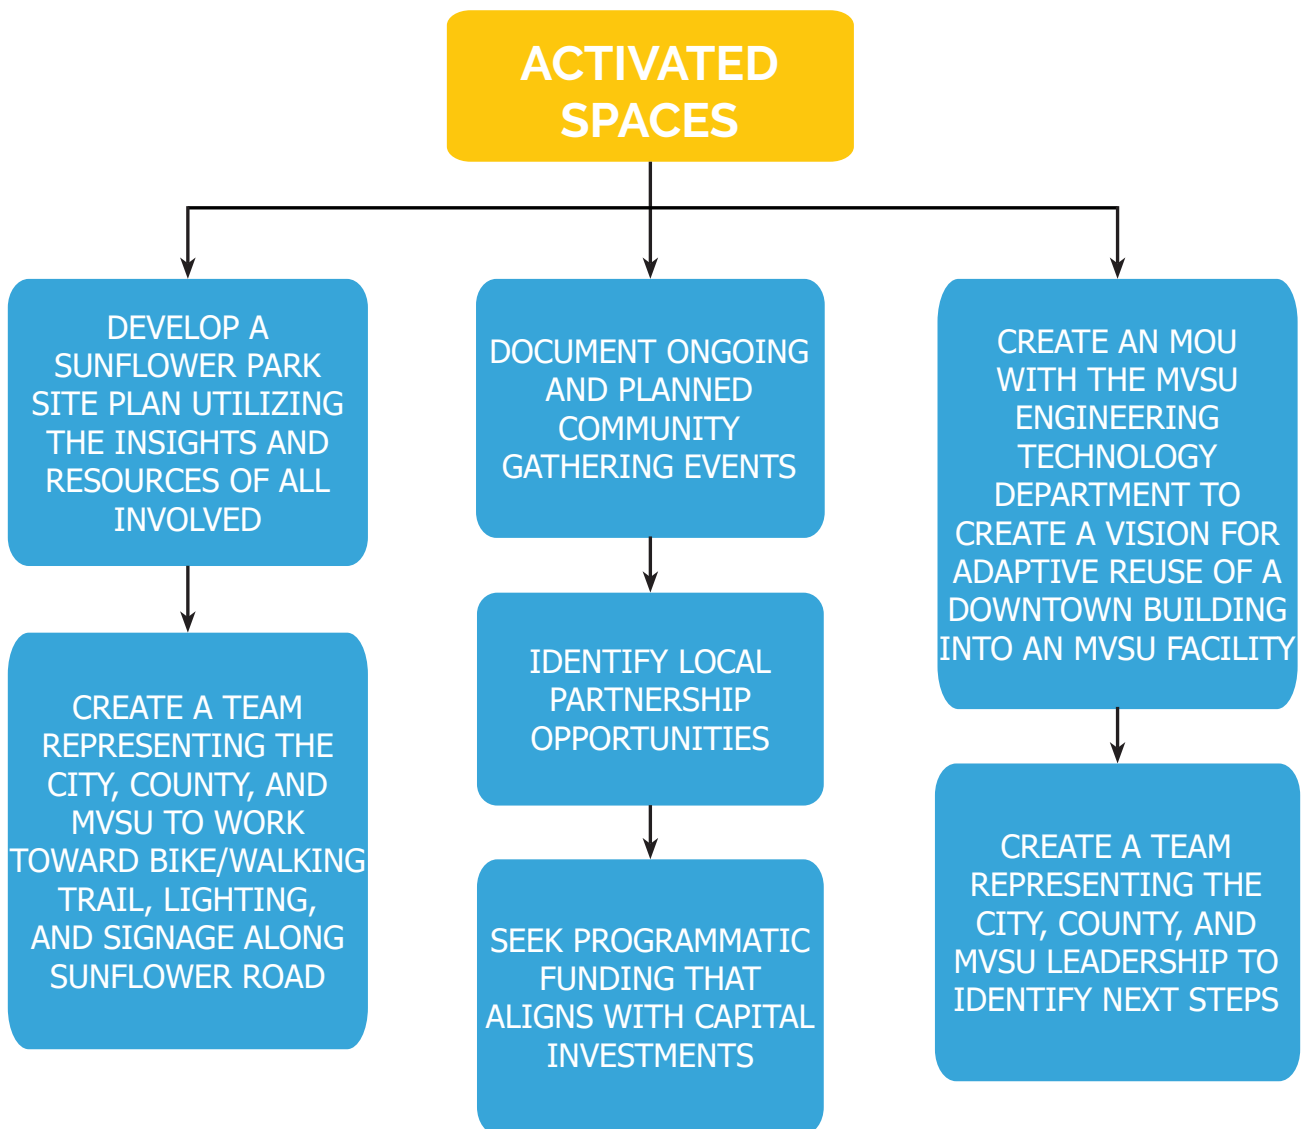 ACTIVATED
SPACES
DEVELOP A
SUNFLOWER PARK
SITE PLAN UTILIZING
THE INSIGHTS AND
RESOURCES OF ALL
INVOLVED
CREATE A TEAM
REPRESENTING THE
CITY, COUNTY, AND
MVSU TO WORK
TOWARD BIKE/WALKING
TRAIL, LIGHTING,
AND SIGNAGE ALONG
SUNFLOWER ROAD
DOCUMENT ONGOING
AND PLANNED
COMMUNITY
GATHERING EVENTS
IDENTIFY LOCAL
PARTNERSHIP
OPPORTUNITIES
SEEK PROGRAMMATIC
FUNDING THAT
ALIGNS WITH CAPITAL
INVESTMENTS
CREATE AN MOU
WITH THE MVSU
ENGINEERING
TECHNOLOGY
DEPARTMENT TO
CREATE A VISION FOR
ADAPTIVE REUSE OF A
DOWNTOWN BUILDING
INTO AN MVSU FACILITY
CREATE A TEAM
REPRESENTING THE
CITY, COUNTY, AND
MVSU LEADERSHIP TO
IDENTIFY NEXT STEPS